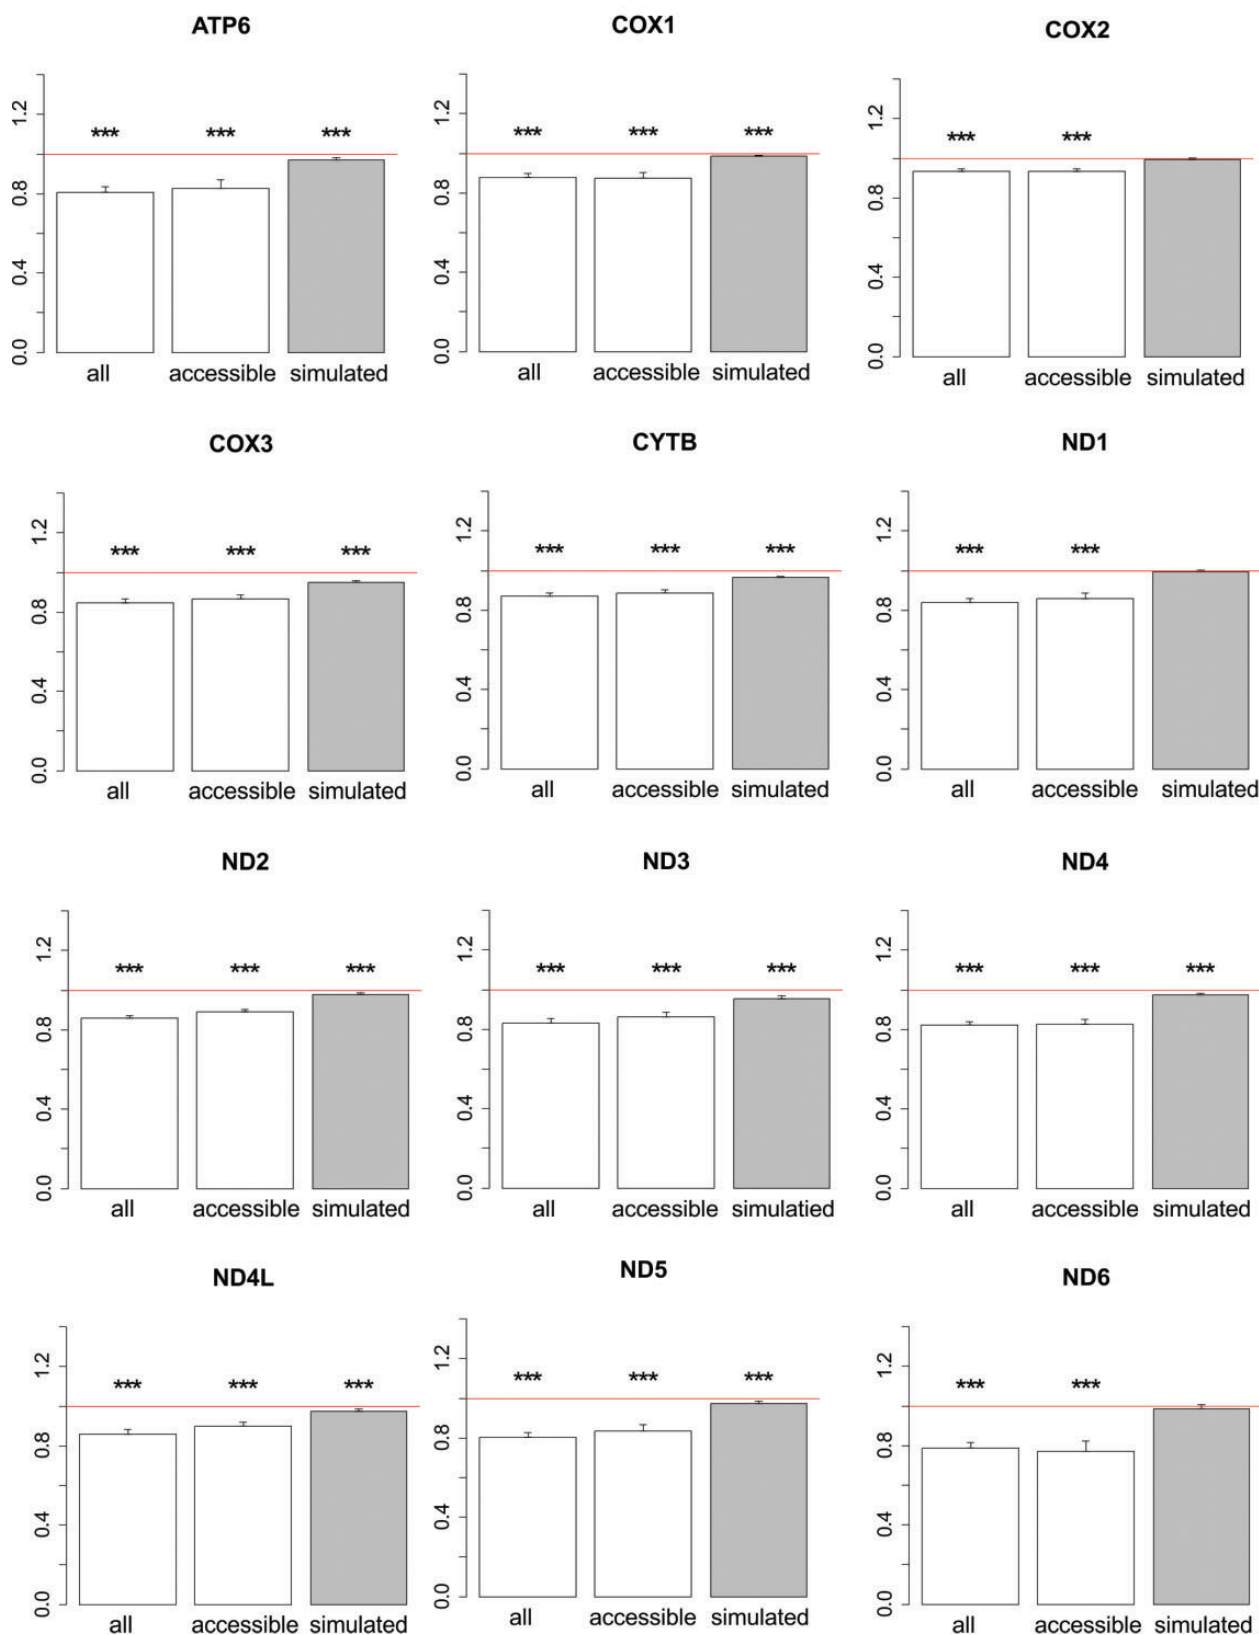 ATP6
COX1
COX2
1.2
0.8
0.4
0.0
*** *** ***
all accessible simulated
1.2
0.8
0.4
0.0
*** *** ***
all accessible simulated
1.2
0.8
0.4
0.0
*** ***
all accessible simulated
COX3
CYTB
ND1
1.2
0.8
0.4
0.0
*** *** ***
all accessible simulated
1.2
0.8
0.4
0.0
*** *** ***
all accessible simulated
1.2
0.8
0.4
0.0
*** ***
all accessible simulated
ND2
ND3
ND4
1.2
0.8
0.4
0.0
*** *** ***
all accessible simulated
1.2
0.8
0.4
0.0
*** *** ***
all accessible simulatied
1.2
0.8
0.4
0.0
*** *** ***
all accessible simulated
ND4L
ND5
ND6
1.2
0.8
0.4
0.0
*** *** ***
all accessible simulated
1.2
0.8
0.4
0.0
*** *** ***
all accessible simulated
1.2
0.8
0.4
0.0
*** ***
all accessible simulated